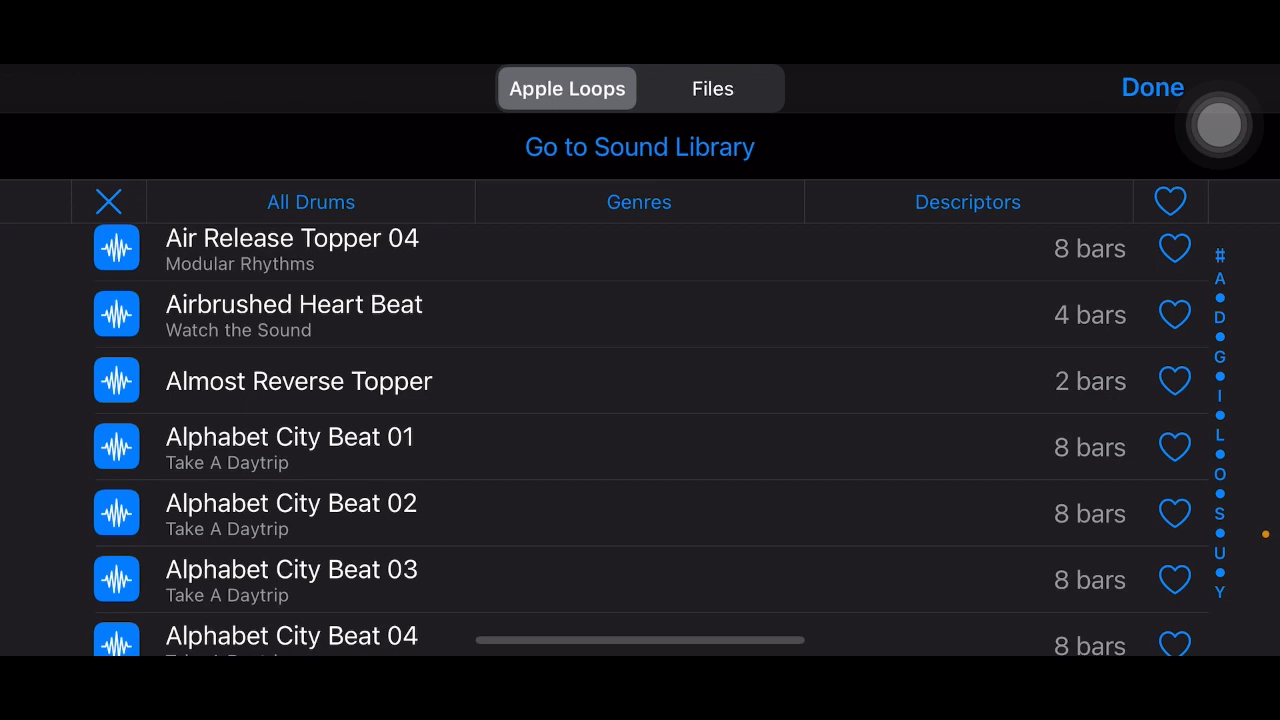 Apple Loops Files Done
Go to Sound Library
All Drums Genres Descriptors
Air Release Topper 04 8 bars
Modular Rhythms
Airbrushed Heart Beat 4 bars
Watch the Sound
Almost Reverse Topper 2 bars
Alphabet City Beat 01 8 bars
Take A Daytrip
Alphabet City Beat 02 8 bars
Take A Daytrip
Alphabet City Beat 03 8 bars
Take A Daytrip
Alphabet City Beat 04 8 bars
#
A
D
G
I
L
O
S
U
Y